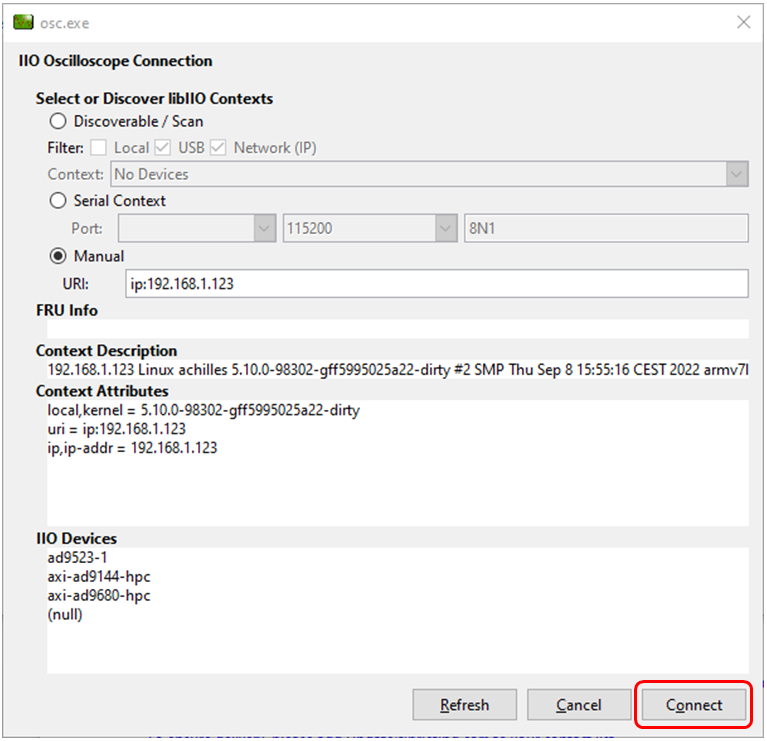 osc.exe
IIO Oscilloscope Connection
Select or Discover libIIO Contexts
Discoverable / Scan
Filter: Local USB Network (IP)
Context: No Devices
Serial Context
Port: 115200 8N1
Manual
URI: ip:192.168.1.123
FRU Info
Context Description
192.168.1.123 Linux achilles 5.10.0-98302-gff5995025a22-dirty #2 SMP Thu Sep 8 15:55:16 CEST 2022 armv7l
Context Attributes
local,kernel = 5.10.0-98302-gff5995025a22-dirty
uri = ip:192.168.1.123
ip,ip-addr = 192.168.1.123
IIO Devices
ad9523-1
axi-ad9144-hpc
axi-ad9680-hpc
(null)
Refresh Cancel Connect